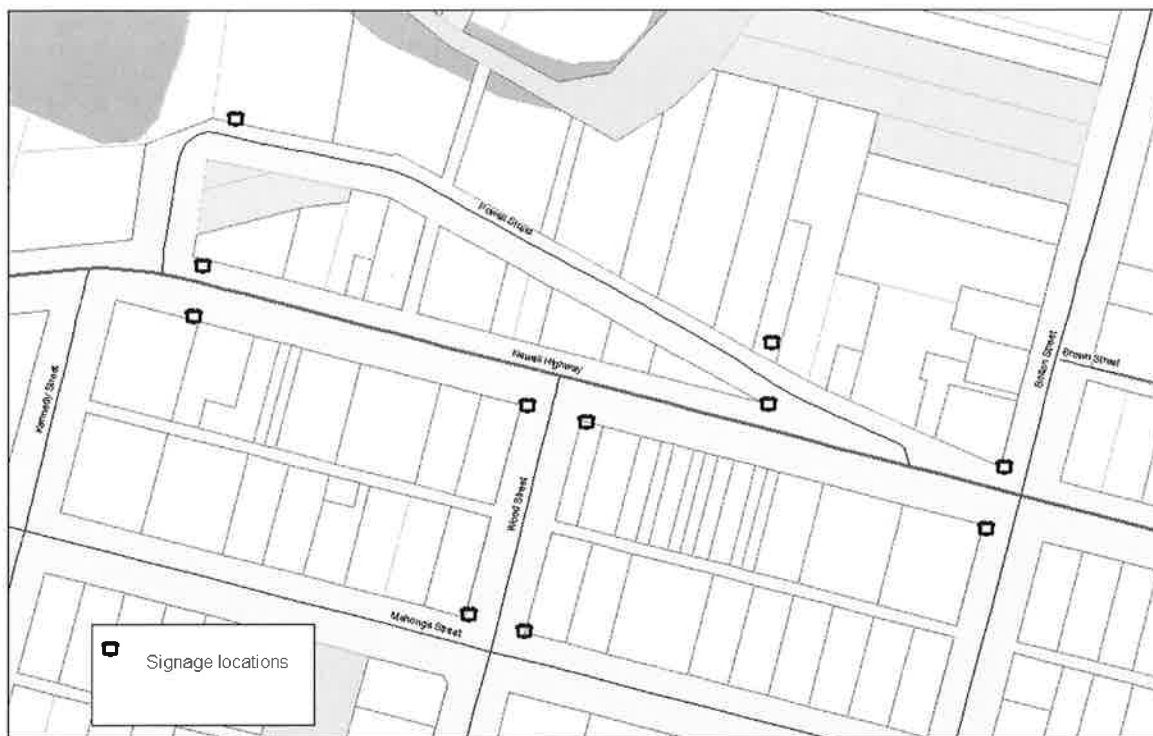 Newell Highway
Brown Street
Kennedy Street
Wood Street
Mahonga Street
Signage locations